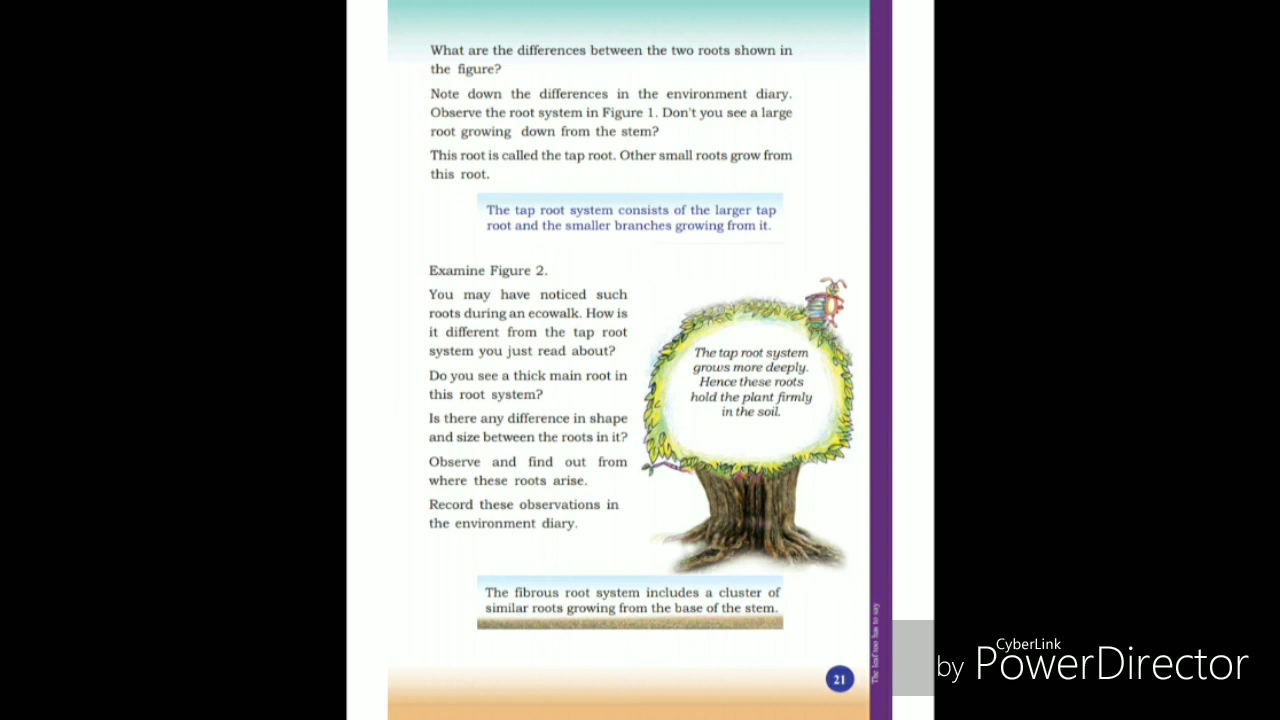 What are the differences between the two roots shown in
the figure?
Note down the differences in the environment diary.
Observe the root system in Figure 1. Don't you see a large
root growing down from the stem?
This root is called the tap root. Other small roots grow from
this root.
The tap root system consists of the larger tap
root and the smaller branches growing from it.
Examine Figure 2.
You may have noticed such
roots during an ecowalk. How is
it different from the tap root
system you just read about?
Do you see a thick main root in
this root system?
Is there any difference in shape
and size between the roots in it?
Observe and find out from
where these roots arise.
Record these observations in
the environment diary.
The tap root system
grows more deeply.
Hence these roots
hold the plant firmly
in the soil.
The fibrous root system includes a cluster of
similar roots growing from the base of the stem.
21
The leaf too has to say
CyberLink
by PowerDirector